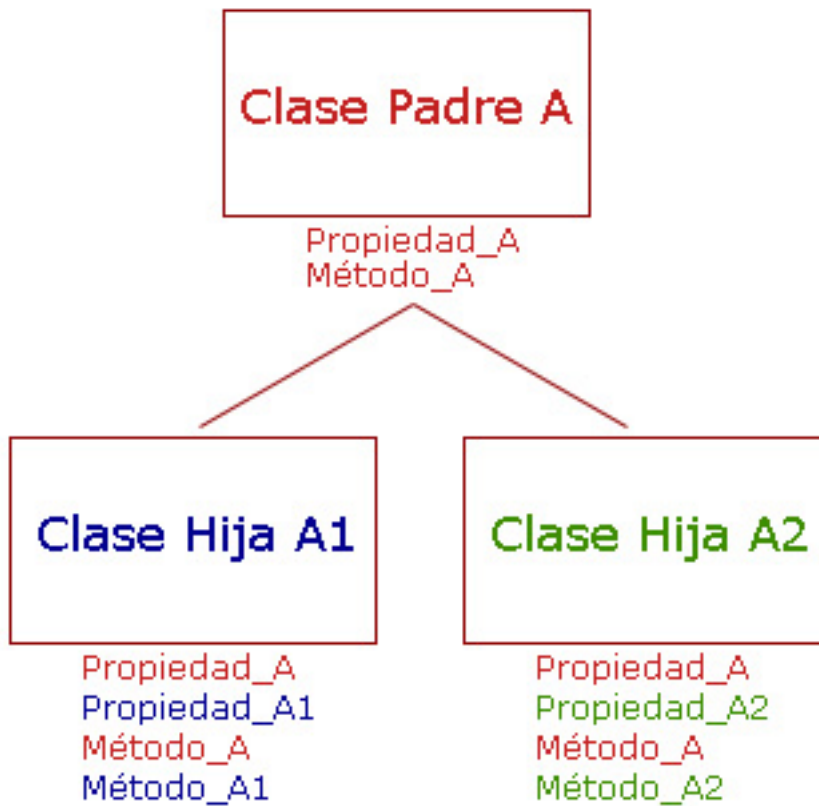 Clase Padre A
Propiedad_A
Método_A
Clase Hija A1
Propiedad_A
Propiedad_A1
Método_A
Método_A1
Clase Hija A2
Propiedad_A
Propiedad_A2
Método_A
Método_A2